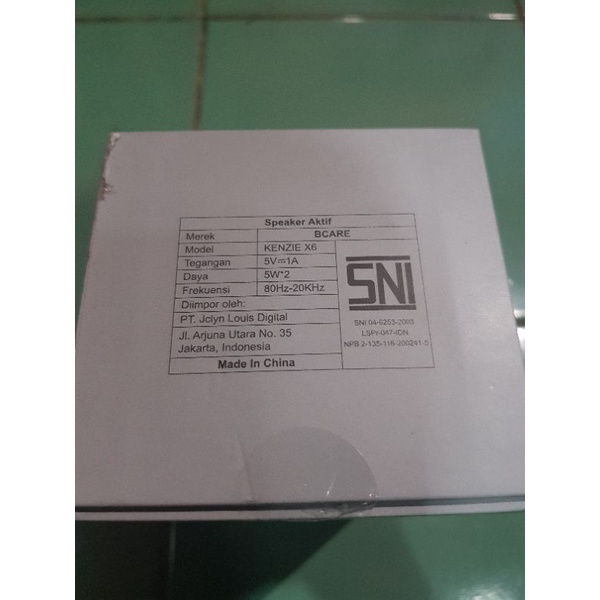 Speaker Aktif
Merek BCARE
Model KENZIE X6
Tegangan 5V⎓1A
Daya 5W*2
Frekuensi 80Hz-20KHz
Diimpor oleh:
PT. Jclyn Louis Digital
Jl. Arjuna Utara No. 35
Jakarta, Indonesia
Made In China
SNI
SNI 04-6253-2003
LSPr-047-IDN
NPB 2-135-116-200241-5